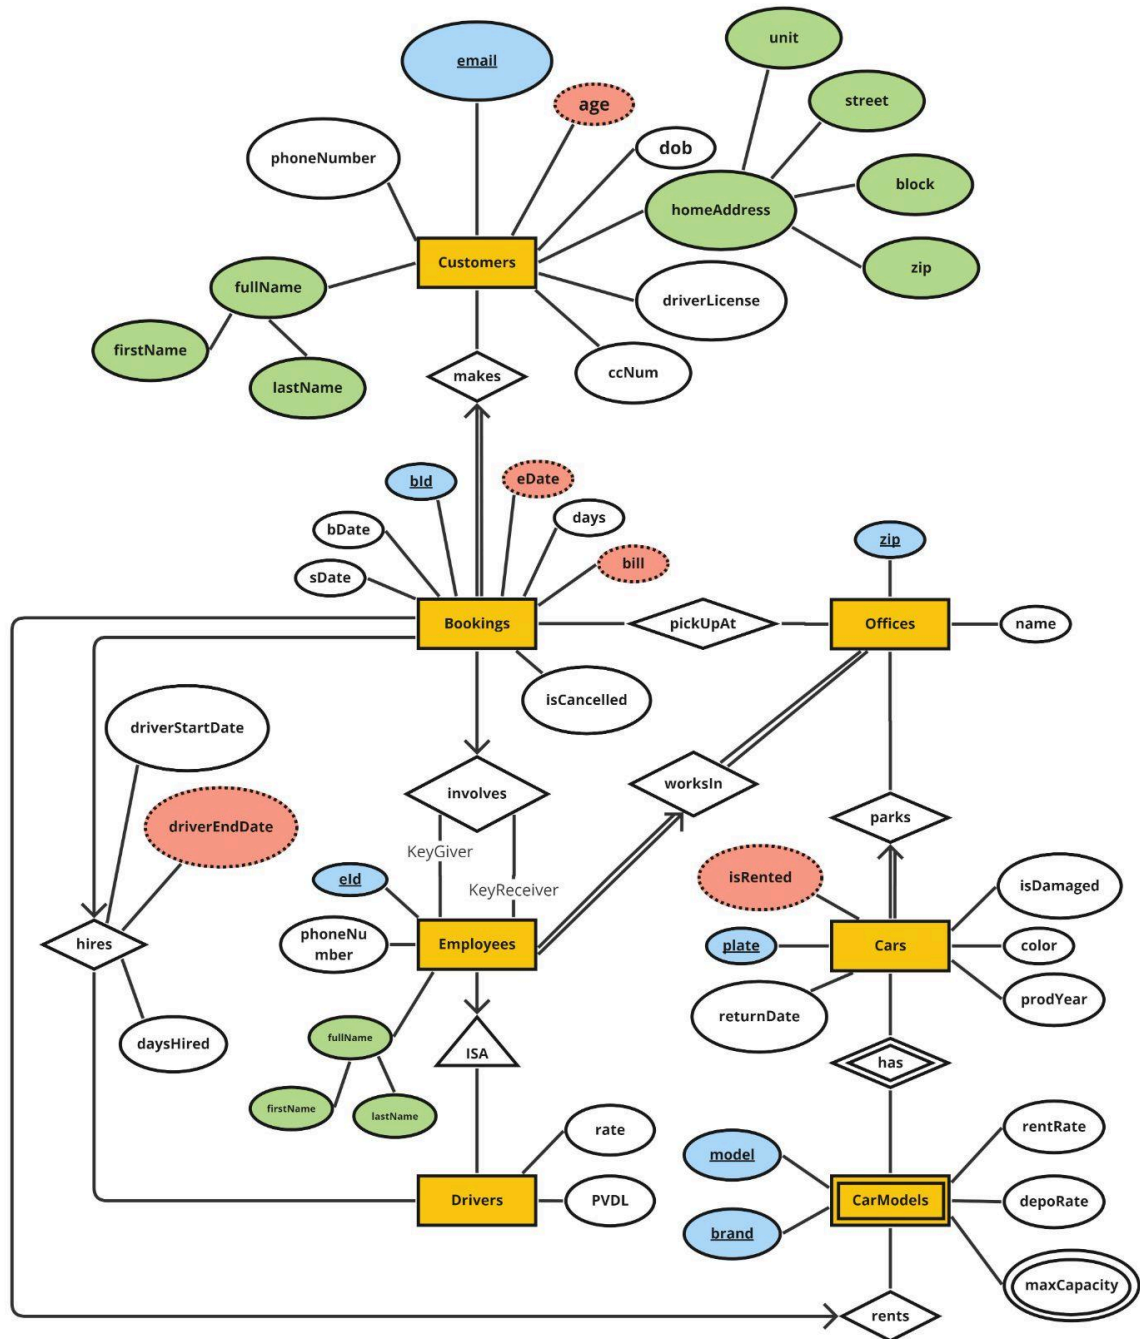 unit
email
street
age
dob
phoneNumber
block
homeAddress
Customers
zip
fullName
driverLicense
firstName
ccNum
makes
lastName
bId
eDate
days
bDate
zip
bill
sDate
Bookings
pickUpAt
Offices
name
isCancelled
driverStartDate
involves
worksIn
parks
driverEndDate
KeyGiver
isRented
eId
KeyReceiver
isDamaged
phoneNu
mber
hires
Employees
plate
Cars
color
prodYear
returnDate
daysHired
fullName
ISA
has
firstName
lastName
rentRate
rate
model
Drivers
PVDL
CarModels
depoRate
brand
maxCapacity
rents